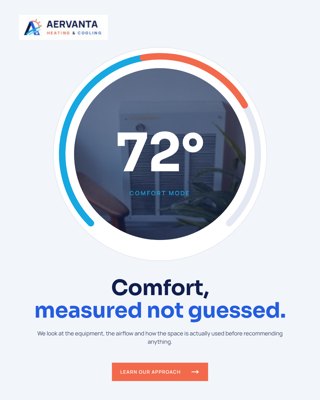 AERVANTA
HEATING & COOLING
72°
COMFORT MODE
Comfort,
measured not guessed.
We look at the equipment, the airflow and how the space is actually used before recommending
anything.
LEARN OUR APPROACH